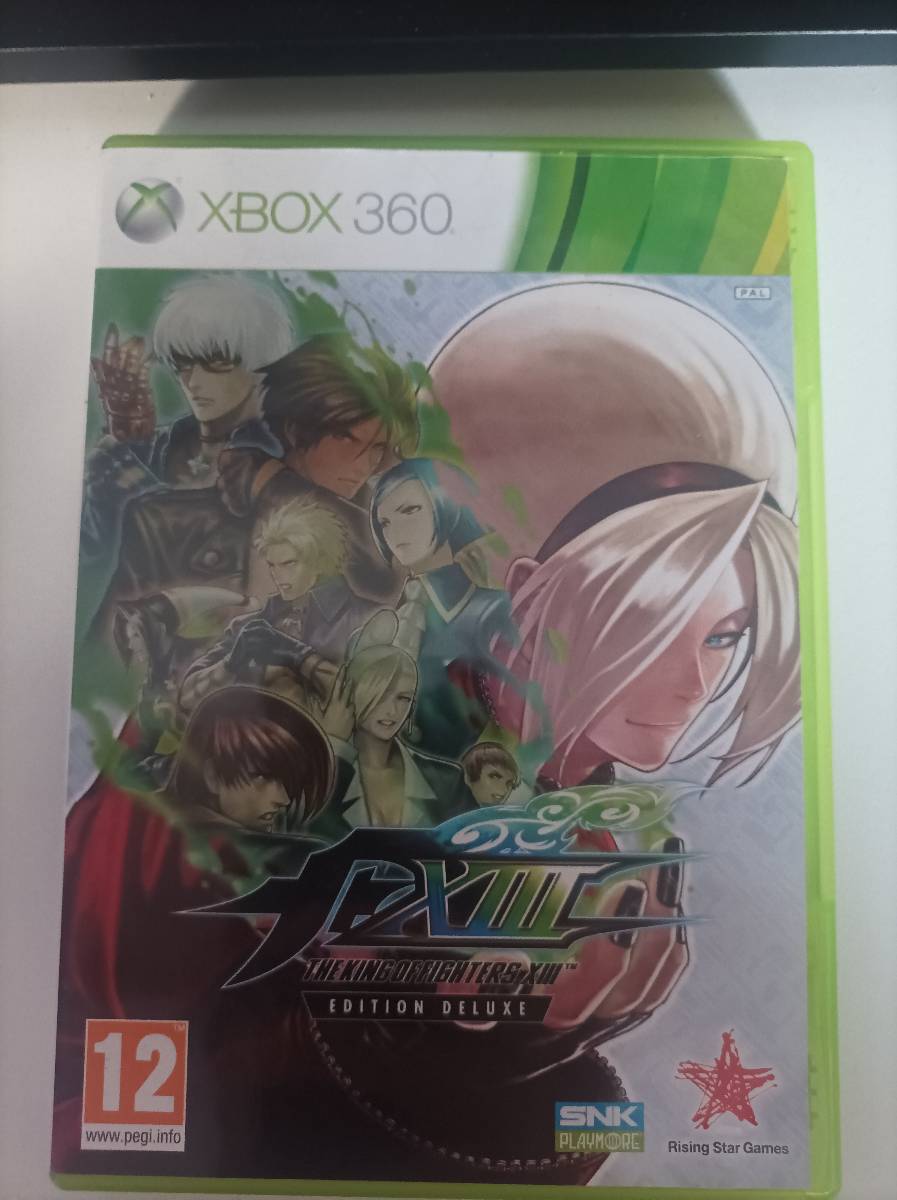 XBOX 360
PAL
XIII
THE KING OF FIGHTERS XIII™
EDITION DELUXE
12
www.pegi.info
SNK
PLAYMORE
Rising Star Games